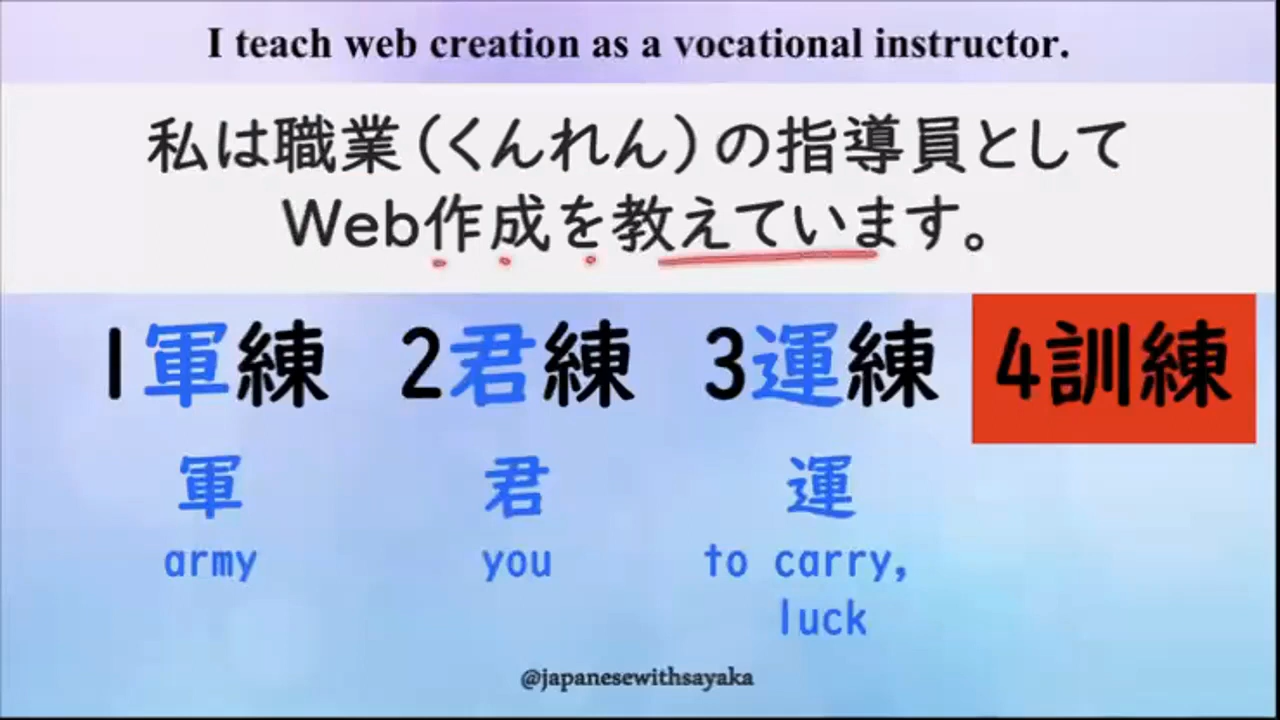 I teach web creation as a vocational instructor.
私は職業(くんれん)の指導員として
Web作成を教えています。
1軍練 2君練 3運練 4訓練
軍 君 運
army you to carry,
luck
@japanesewithsayaka